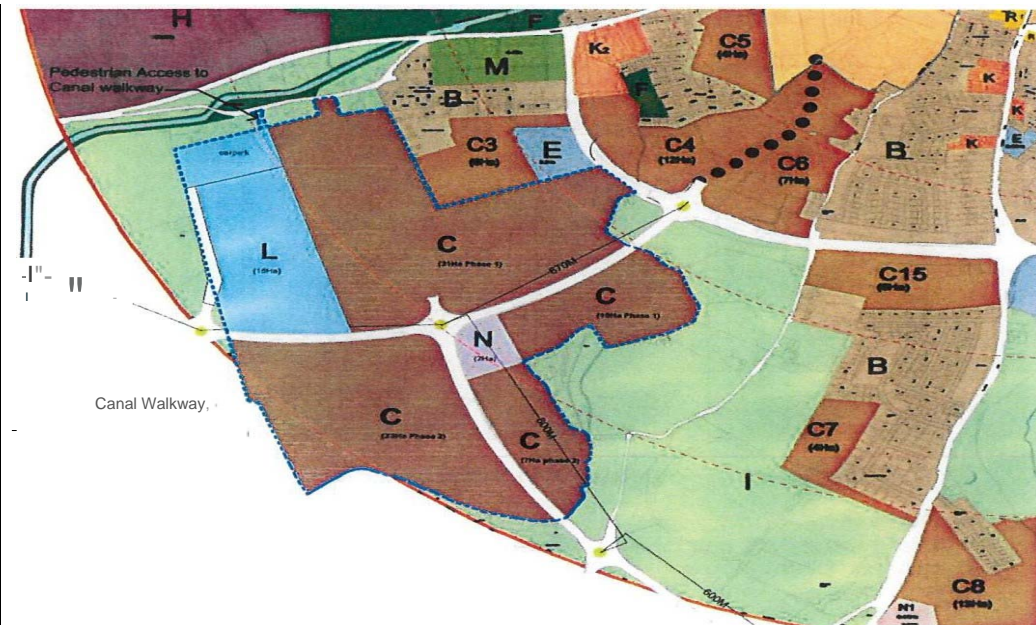 H
F
R
K2
C5
(4Ha)
M
K
Pedestrian Access to
Canal walkway
F
B
K
C3
(8Ha)
E
C4
(12Ha)
C6
(7Ha)
B
K
E
carpark
L
(15Ha)
C
(31Ha Phase 1)
670M
C15
(6Ha)
C
(10Ha Phase 1)
N
(2Ha)
B
Canal Walkway,
C
(23Ha Phase 2)
C
(7Ha phase 2)
600M
C7
(4Ha)
I
C8
(13Ha)
600M
N1